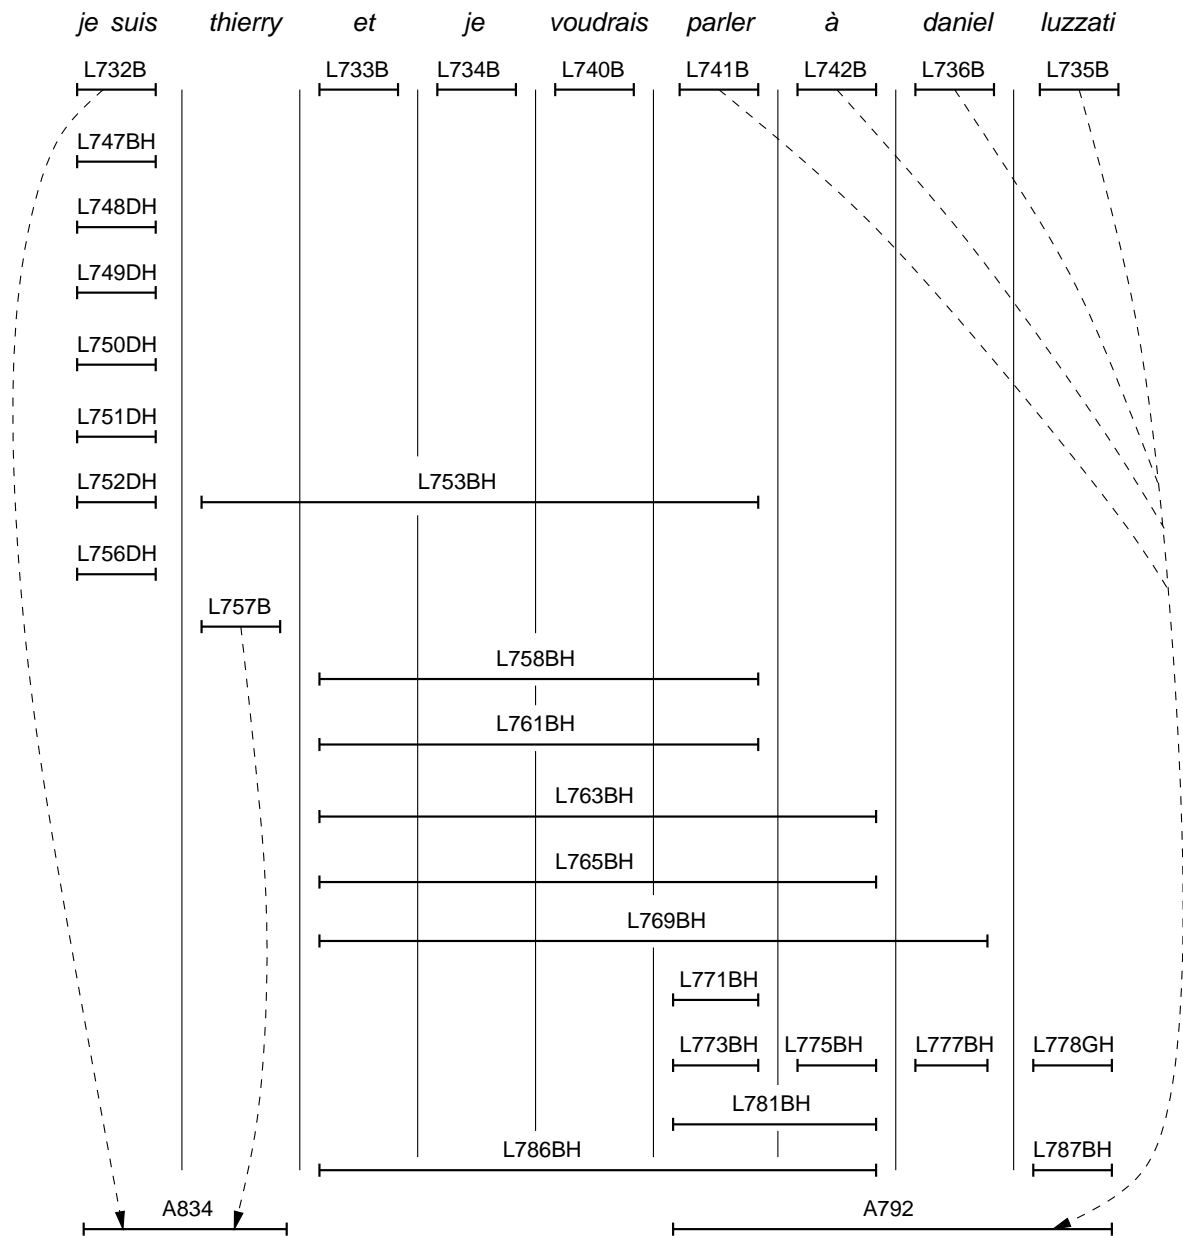 je suis thierry et je voudrais parler à daniel luzzati
L732B L733B L734B L740B L741B L742B L736B L735B
L747BH
L748DH
L749DH
L750DH
L751DH
L752DH L753BH
L756DH
L757B
L758BH
L761BH
L763BH
L765BH
L769BH
L771BH
L773BH L775BH L777BH L778GH
L781BH
L786BH L787BH
A834 A792